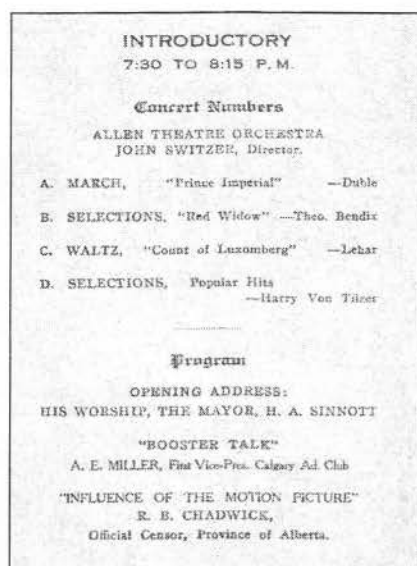 INTRODUCTORY
7:30 TO 8:15 P. M.
Concert Numbers
ALLEN THEATRE ORCHESTRA
JOHN SWITZER, Director.
A. MARCH, "Prince Imperial" —Duble
B. SELECTIONS, "Red Widow" —Theo. Bendix
C. WALTZ, "Count of Luxomberg" —Lehar
D. SELECTIONS, Popular Hits
—Harry Von Tilzer
Program
OPENING ADDRESS:
HIS WORSHIP, THE MAYOR, H. A. SINNOTT
"BOOSTER TALK"
A. E. MILLER, First Vice-Pres. Calgary Ad. Club
"INFLUENCE OF THE MOTION PICTURE"
R. B. CHADWICK,
Official Censor, Province of Alberta.